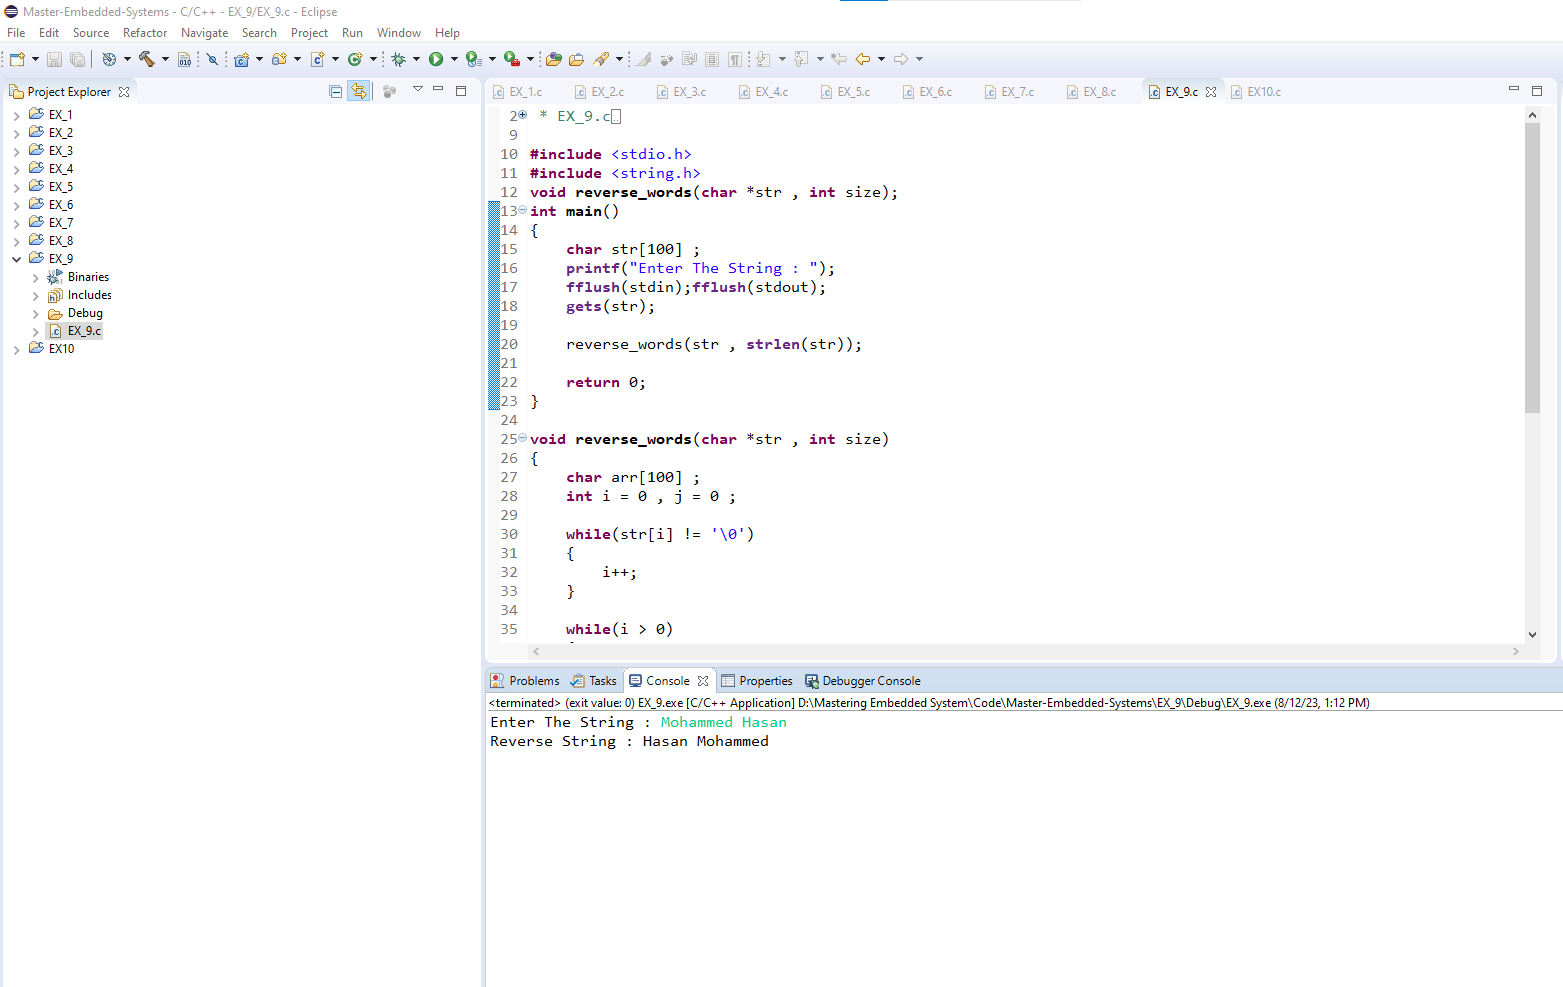 Master-Embedded-Systems - C/C++ - EX_9/EX_9.c - Eclipse
File Edit Source Refactor Navigate Search Project Run Window Help
Project Explorer
EX_1
EX_2
EX_3
EX_4
EX_5
EX_6
EX_7
EX_8
EX_9
Binaries
Includes
Debug
EX_9.c
EX10
EX_1.c EX_2.c EX_3.c EX_4.c EX_5.c EX_6.c EX_7.c EX_8.c EX_9.c EX10.c
2 * EX_9.c
9
10 #include <stdio.h>
11 #include <string.h>
12 void reverse_words(char *str , int size);
13 int main()
14 {
15 char str[100] ;
16 printf("Enter The String : ");
17 fflush(stdin);fflush(stdout);
18 gets(str);
19
20 reverse_words(str , strlen(str));
21
22 return 0;
23 }
24
25 void reverse_words(char *str , int size)
26 {
27 char arr[100] ;
28 int i = 0 , j = 0 ;
29
30 while(str[i] != '\0')
31 {
32 i++;
33 }
34
35 while(i > 0)
Problems Tasks Console Properties Debugger Console
<terminated> (exit value: 0) EX_9.exe [C/C++ Application] D:\Mastering Embedded System\Code\Master-Embedded-Systems\EX_9\Debug\EX_9.exe (8/12/23, 1:12 PM)
Enter The String : Mohammed Hasan
Reverse String : Hasan Mohammed